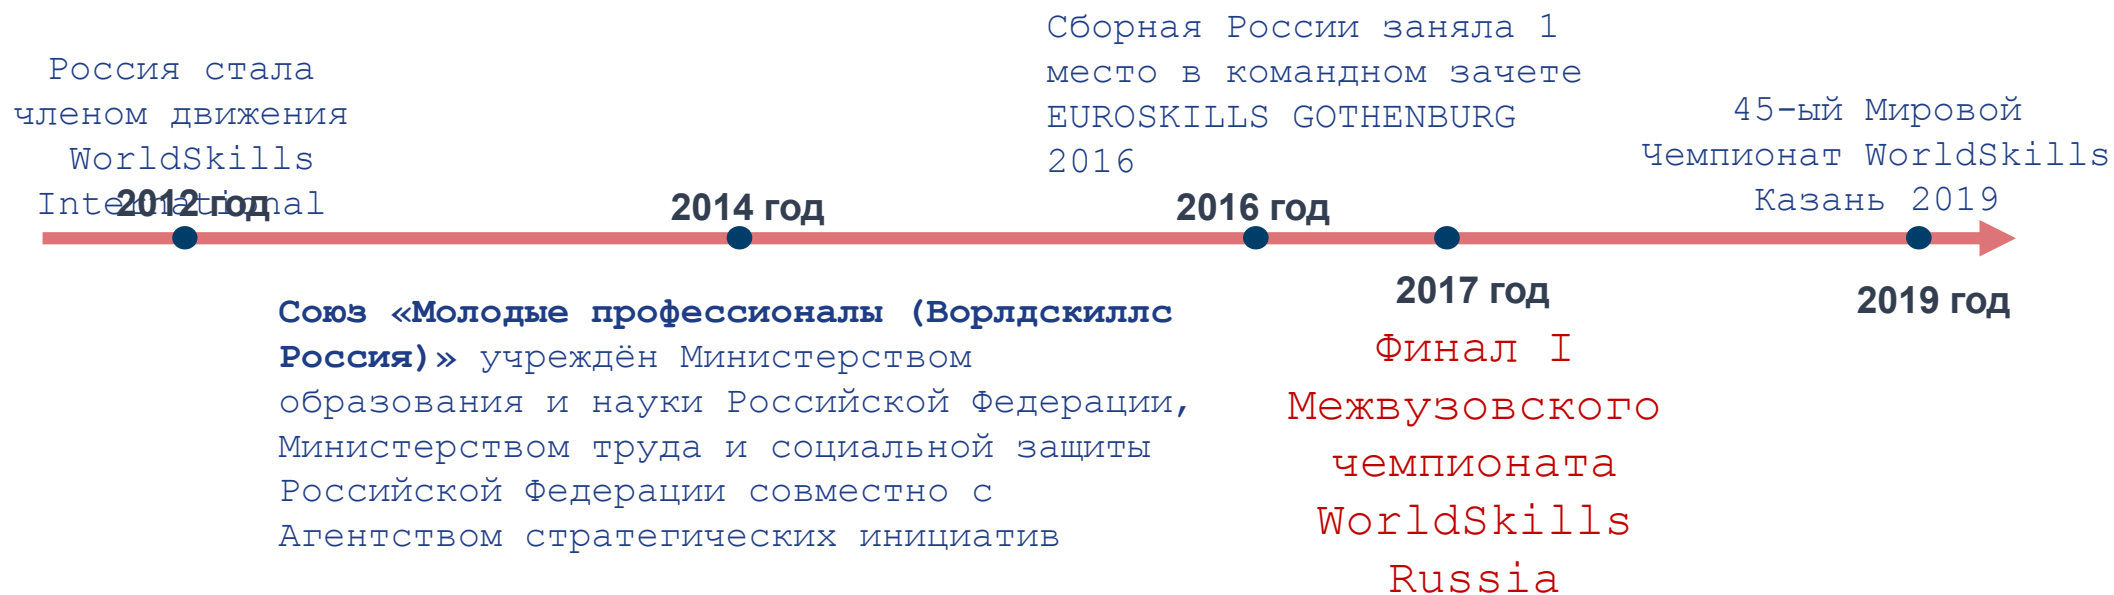 Россия стала
членом движения
WorldSkills
International
2012 год
2014 год
Союз «Молодые профессионалы (Ворлдскиллс
Россия)» учреждён Министерством
образования и науки Российской Федерации,
Министерством труда и социальной защиты
Российской Федерации совместно с
Агентством стратегических инициатив
Сборная России заняла 1
место в командном зачете
EUROSKILLS GOTHENBURG
2016
2016 год
2017 год
Финал I
Межвузовского
чемпионата
WorldSkills
Russia
45-ый Мировой
Чемпионат WorldSkills
Казань 2019
2019 год